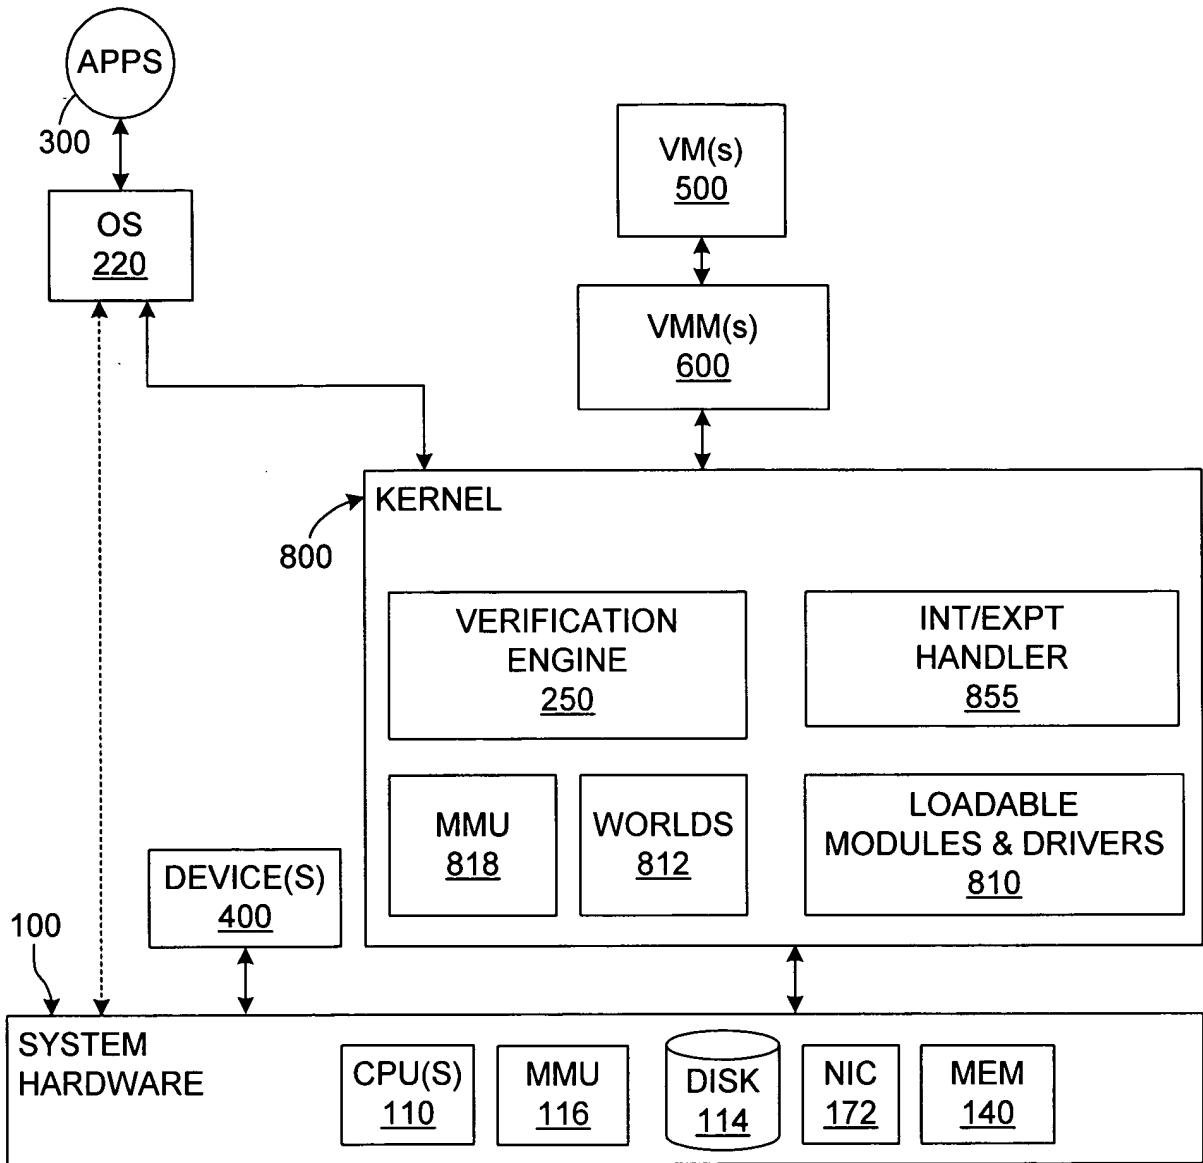 APPS
300
OS
220
VM(s)
500
VMM(s)
600
KERNEL
800
VERIFICATION
ENGINE
250
INT/EXPT
HANDLER
855
MMU
818
WORLDS
812
LOADABLE
MODULES & DRIVERS
810
DEVICE(S)
400
100
SYSTEM
HARDWARE
CPU(S)
110
MMU
116
DISK
114
NIC
172
MEM
140